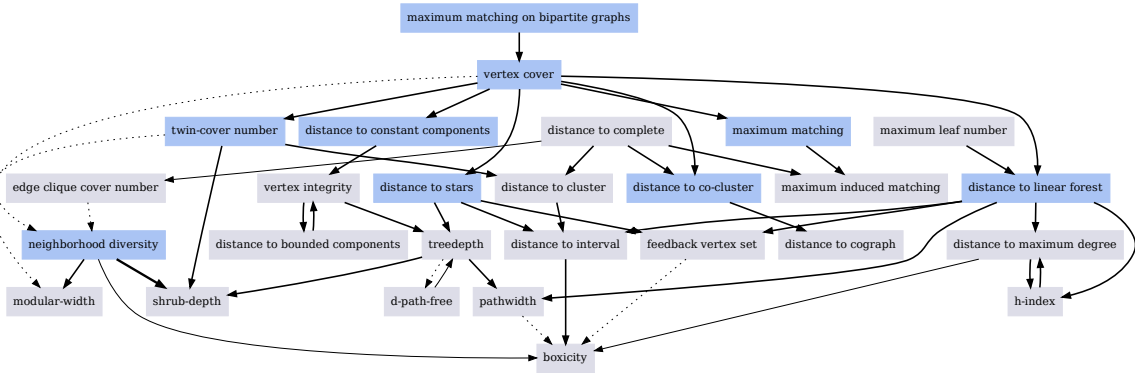 maximum matching on bipartite graphs
vertex cover
twin-cover number
distance to constant components
distance to complete
maximum matching
maximum leaf number
edge clique cover number
vertex integrity
distance to stars
distance to cluster
distance to co-cluster
maximum induced matching
distance to linear forest
neighborhood diversity
distance to bounded components
treedepth
distance to interval
feedback vertex set
distance to cograph
distance to maximum degree
modular-width
shrub-depth
d-path-free
pathwidth
h-index
boxicity